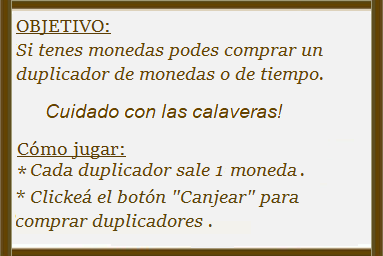 OBJETIVO:
Si tenes monedas podes comprar un
duplicador de monedas o de tiempo.
Cuidado con las calaveras!
Cómo jugar:
* Cada duplicador sale 1 moneda .
* Clickeá el botón "Canjear" para
comprar duplicadores .